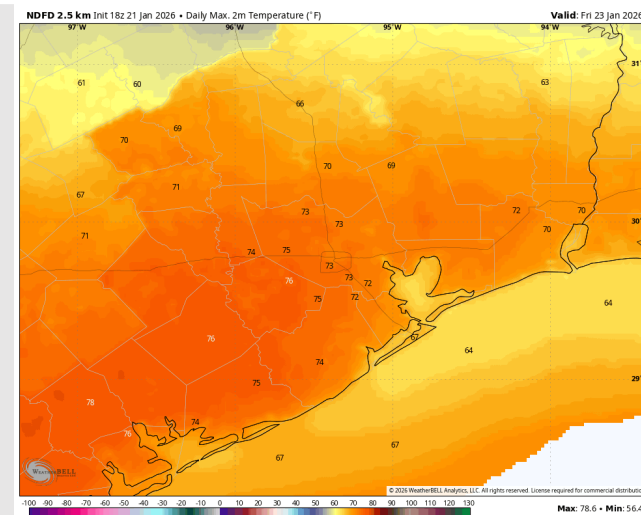 NDFD 2.5 km Init 18z 21 Jan 2026 • Daily Max. 2m Temperature (°F)
Valid: Fri 23 Jan 2026
97°W 96°W 95°W 94°W
31°
61 60 63
66
69
70
70 69
71
67
73 72 70
73 70
30°
71
74 75
73
76 73 72
75 72
64
67
76 64
74
29°
75
78
74
76
67
67
WeatherBELL
© 2026 WeatherBELL Analytics, LLC. All rights reserved. License required for commercial distributio
-100 -90 -80 -70 -60 -50 -40 -30 -20 -10 0 10 20 30 40 50 60 70 80 90 100 110 120 130
Max: 78.6 • Min: 56.